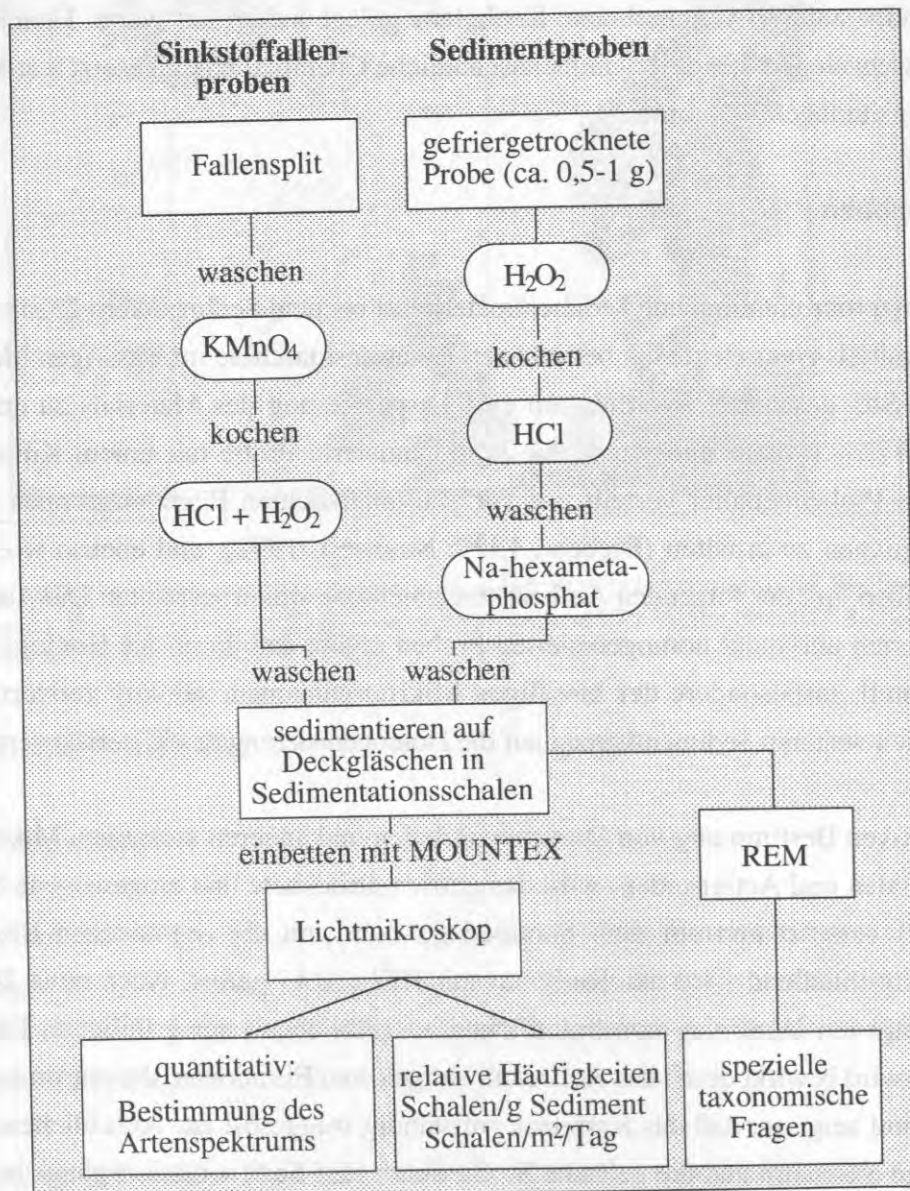 Sinkstoffallen-
proben
Sedimentproben
Fallensplit
gefriergetrocknete
Probe (ca. 0,5-1 g)
waschen
H₂O₂
KMnO₄
kochen
kochen
HCl
HCl + H₂O₂
waschen
Na-hexameta-
phosphat
waschen
waschen
sedimentieren auf
Deckgläschen in
Sedimentationsschalen
einbetten mit MOUNTEX
REM
Lichtmikroskop
quantitativ:
Bestimmung des
Artenspektrums
relative Häufigkeiten
Schalen/g Sediment
Schalen/m²/Tag
spezielle
taxonomische
Fragen